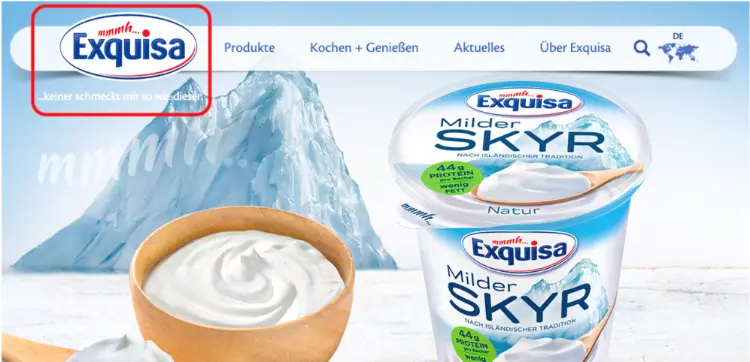 mmmh...
Exquisa
Produkte
Kochen + Genießen
Aktuelles
Über Exquisa
DE
...keiner schmeckt mir so wie dieser.
mmmh...
mmmh...
Exquisa
Milder
SKYR
NACH ISLÄNDISCHER TRADITION
44g
PROTEIN
pro Becher
wenig
FETT
Natur
mmmh...
mmmh...
Exquisa
Milder
SKYR
NACH ISLÄNDISCHER TRADITION
44g
PROTEIN
pro Becher
wenig